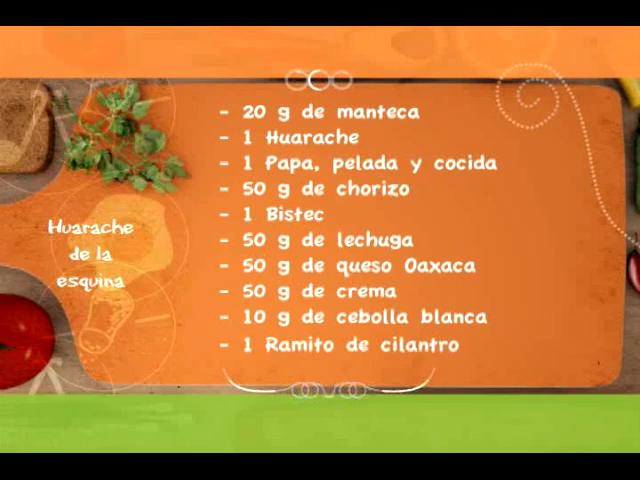 Huarache
de la
esquina
- 20 g de manteca
- 1 Huarache
- 1 Papa, pelada y cocida
- 50 g de chorizo
- 1 Bistec
- 50 g de lechuga
- 50 g de queso Oaxaca
- 50 g de crema
- 10 g de cebolla blanca
- 1 Ramito de cilantro